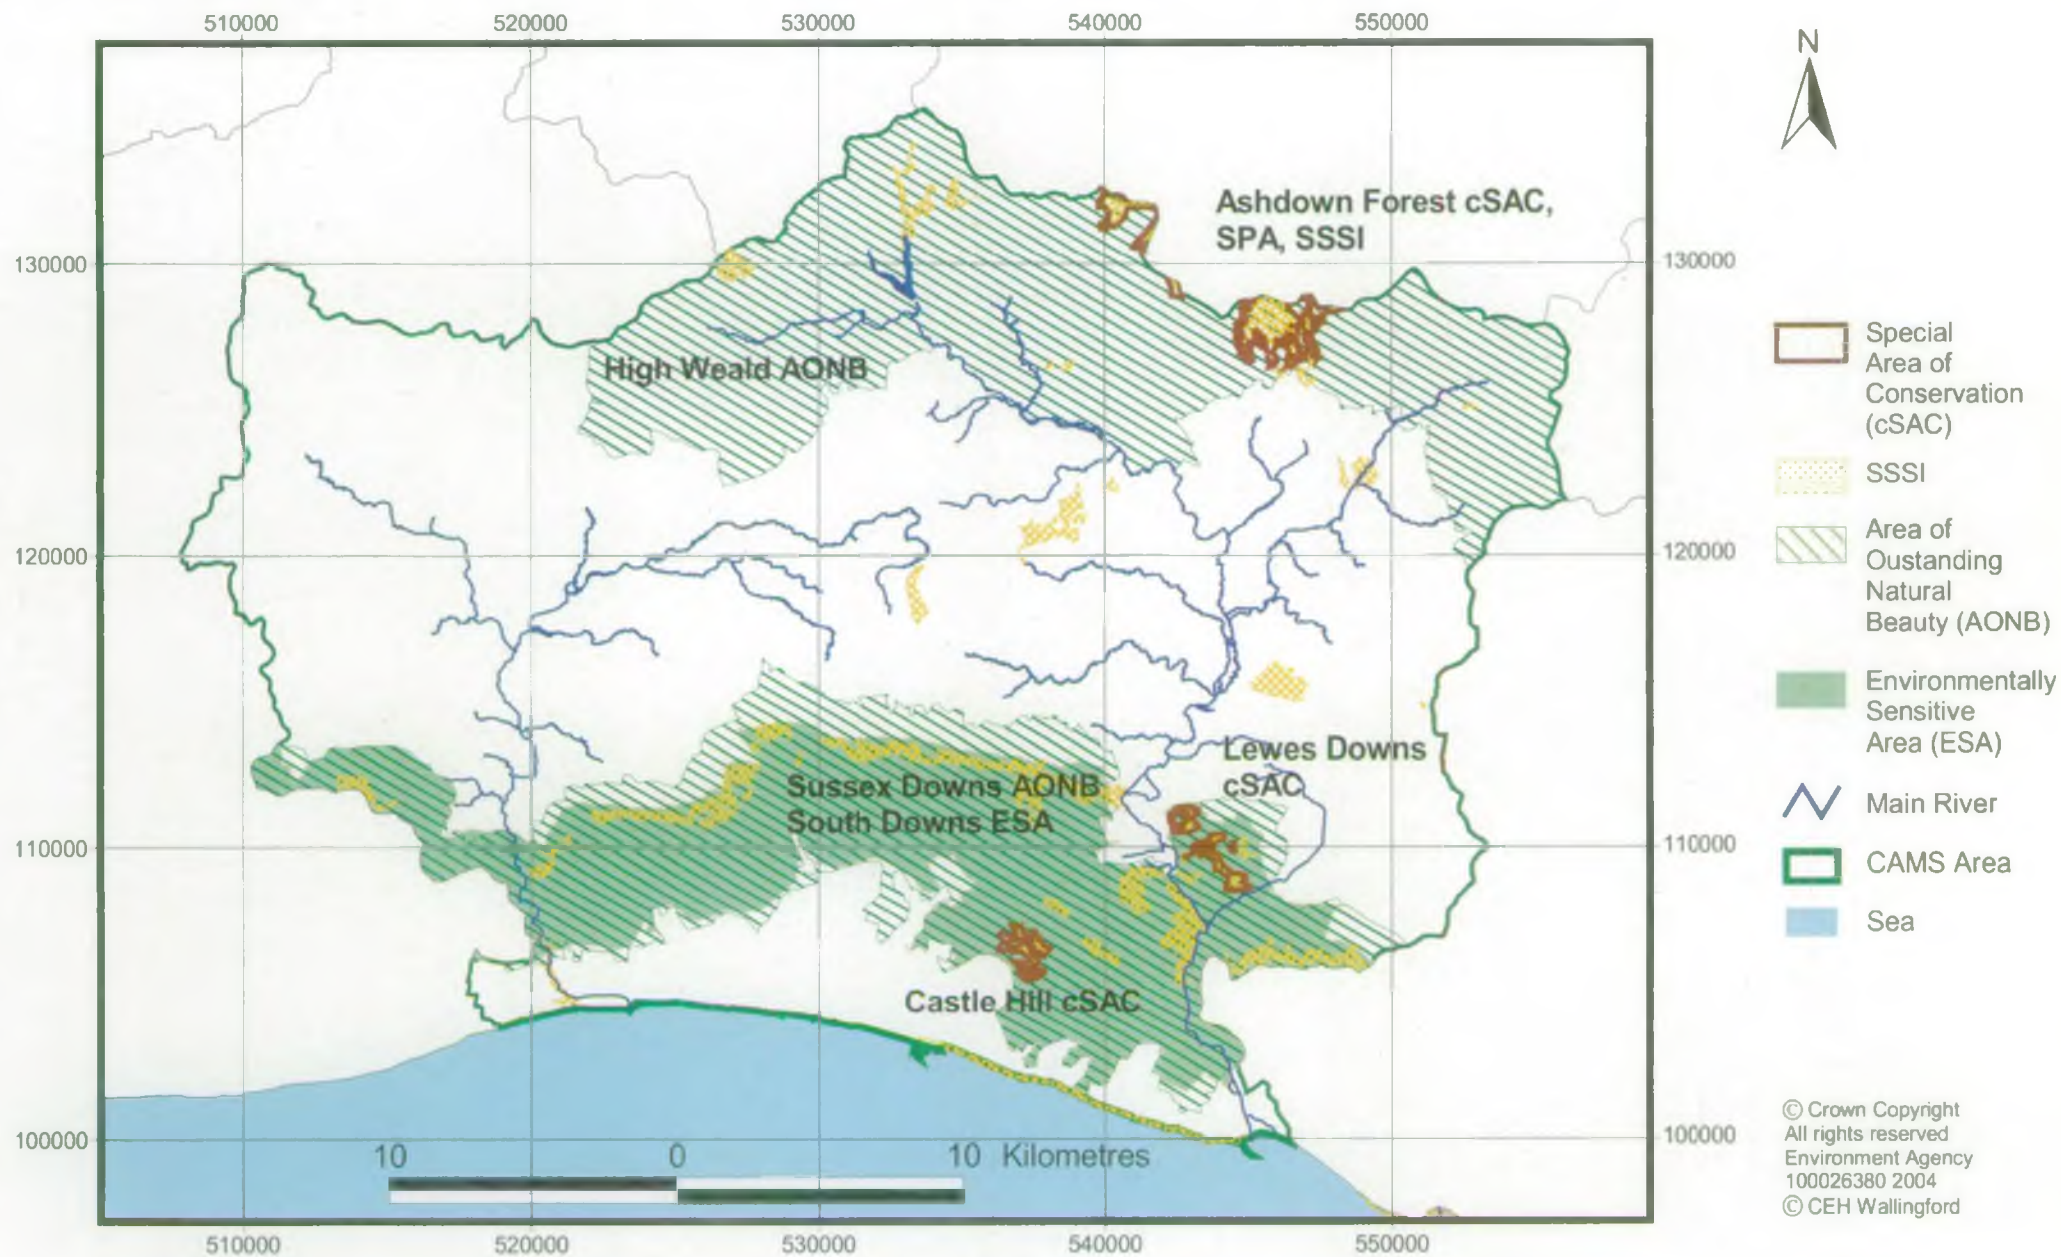 510000
520000
530000
540000
550000
N
Ashdown Forest cSAC,
SPA, SSSI
130000
130000
High Weald AONB
120000
120000
Lewes Downs
cSAC
Sussex Downs AONB
South Downs ESA
110000
110000
Castle Hill cSAC
100000
100000
10
0
10 Kilometres
510000
520000
530000
540000
550000
Special
Area of
Conservation
(cSAC)
SSSI
Area of
Oustanding
Natural
Beauty (AONB)
Environmentally
Sensitive
Area (ESA)
Main River
CAMS Area
Sea
© Crown Copyright
All rights reserved
Environment Agency
100026380 2004
© CEH Wallingford